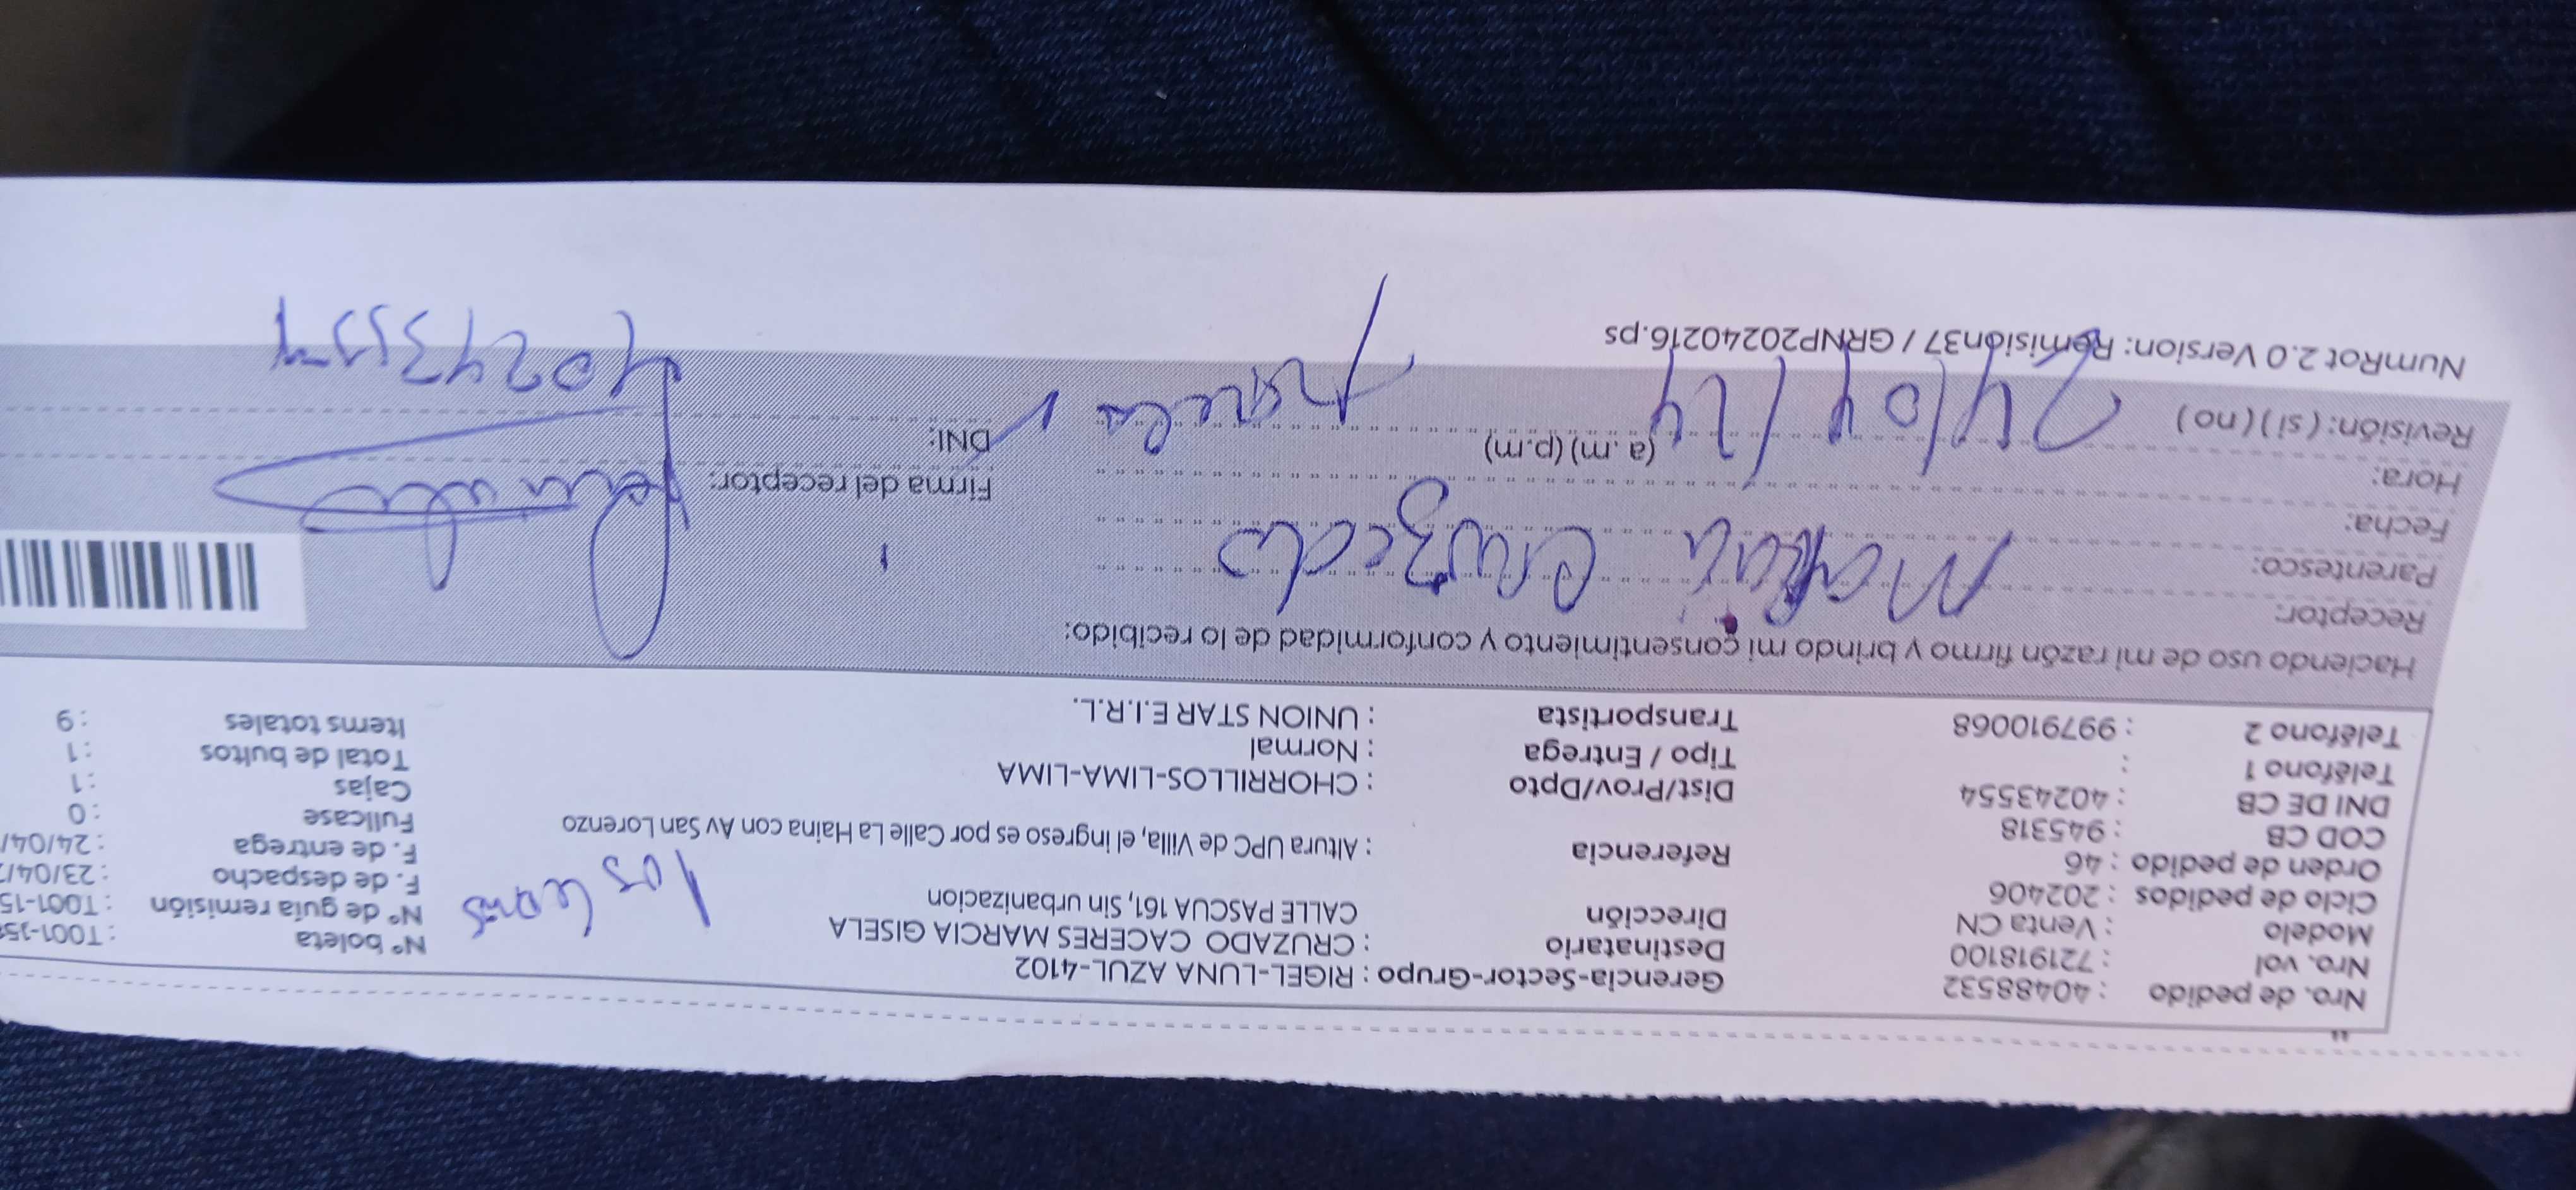 Nro. de pedido : 40488532
Nro. vol : 721918100
Modelo : Venta CN
Ciclo de pedidos : 202406
Orden de pedido : 46
COD CB : 945318
DNI DE CB : 40243554
Teléfono 1 :
Teléfono 2 : 997910068
Gerencia-Sector-Grupo : RIGEL-LUNA AZUL-4102
Destinatario : CRUZADO CACERES MARCIA GISELA
Dirección CALLE PASCUA 161, Sin urbanizacion
Referencia : Altura UPC de Villa, el ingreso es por Calle La Haina con Av San Lorenzo
Dist/Prov/Dpto : CHORRILLOS-LIMA-LIMA
Tipo / Entrega : Normal
Transportista : UNION STAR E.I.R.L.
Nº boleta : T001-15
Nº de guía remisión : T001-15
F. de despacho : 23/04/
F. de entrega : 24/04/
Fullcase : 0
Cajas : 1
Total de bultos : 1
Items totales : 9
Haciendo uso de mi razón firmo y brindo mi consentimiento y conformidad de lo recibido:
Receptor:
Parentesco: Cruzado
Fecha:
Hora: (a.m) (p.m)
Revisión: (si) (no) 24/04/24
Firma del receptor:
DNI:
40243554
NumRot 2.0 Version: Remisión37 / GRNP20240216.ps